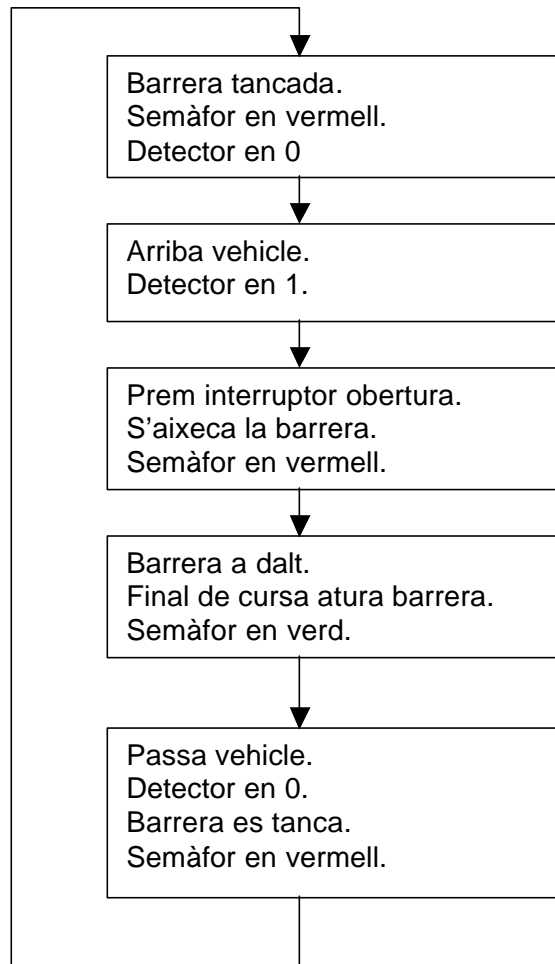 Barrera tancada.
Semàfor en vermell.
Detector en 0
Arriba vehicle.
Detector en 1.
Prem interruptor obertura.
S’aixeca la barrera.
Semàfor en vermell.
Barrera a dalt.
Final de cursa atura barrera.
Semàfor en verd.
Passa vehicle.
Detector en 0.
Barrera es tanca.
Semàfor en vermell.